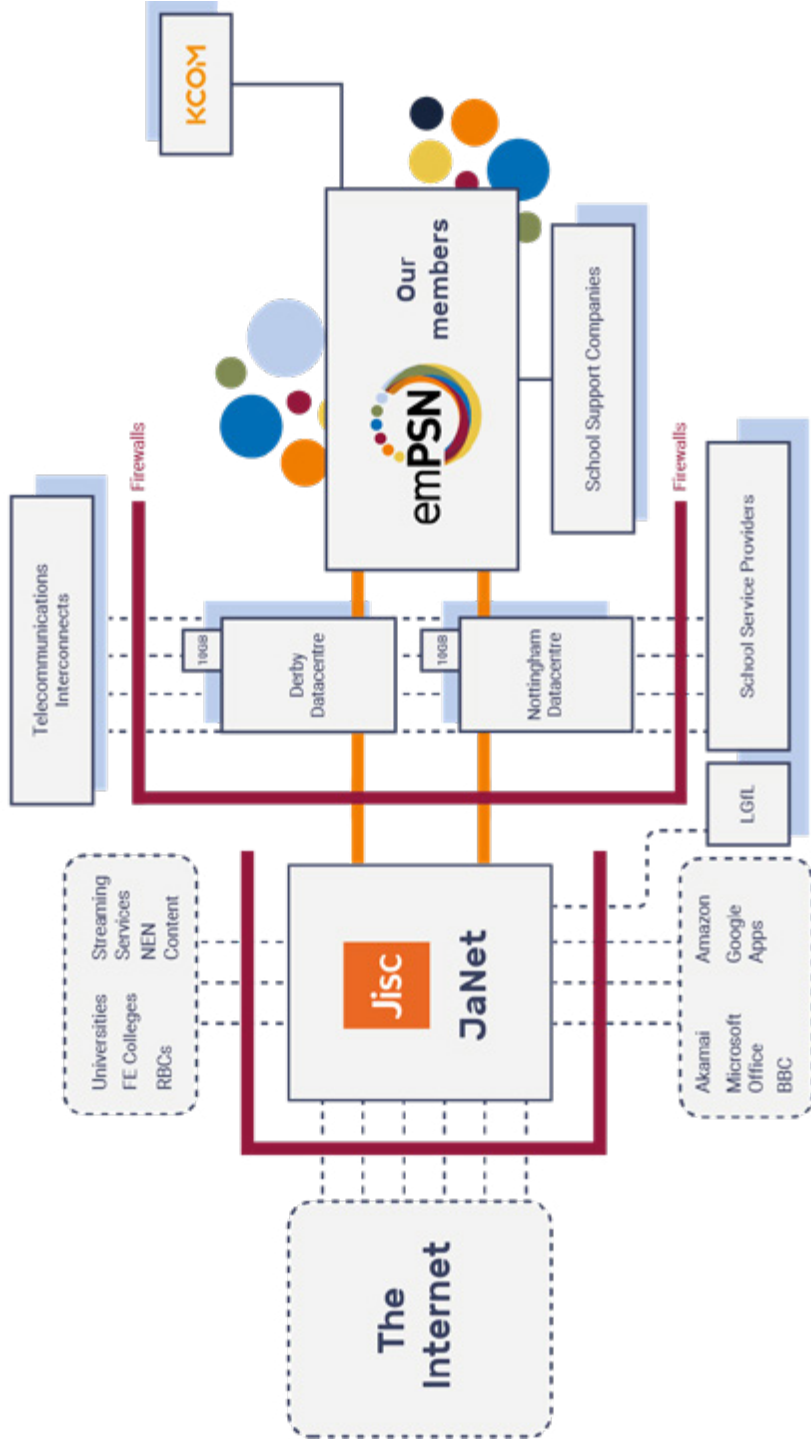 The
Internet
Universities
FE Colleges
RBCs
Streaming
Services
NEN
Content
Jisc
JaNet
Akamai
Microsoft
Office
BBC
Amazon
Google
Apps
LGfL
Telecommunications
Interconnects
Firewalls
10GB
Derby
Datacentre
10GB
Nottingham
Datacentre
Firewalls
School Service Providers
emPSN
Our
members
School Support Companies
KCOM